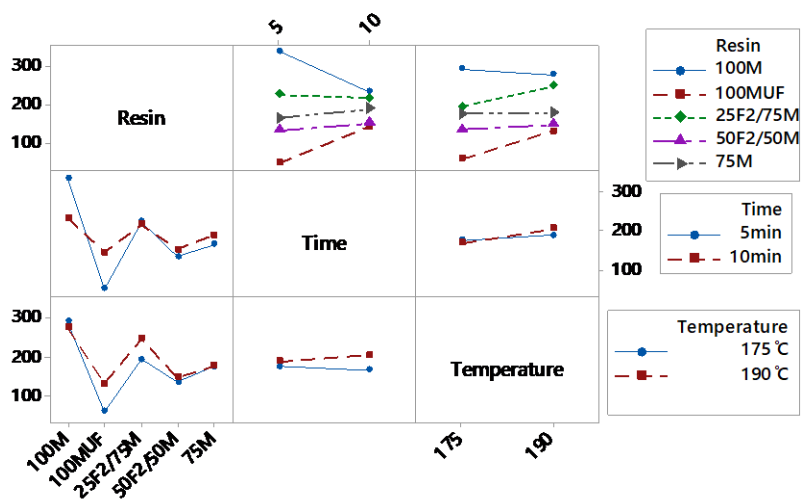 5 10
300
200
100
Resin
Resin
100M
100MUF
25F2/75M
50F2/50M
75M
Time
300
200
100
Time
5min
10min
300
200
100
Temperature
Temperature
175℃
190℃
100M
100MUF
25F2/75M
50F2/50M
75M
175 190